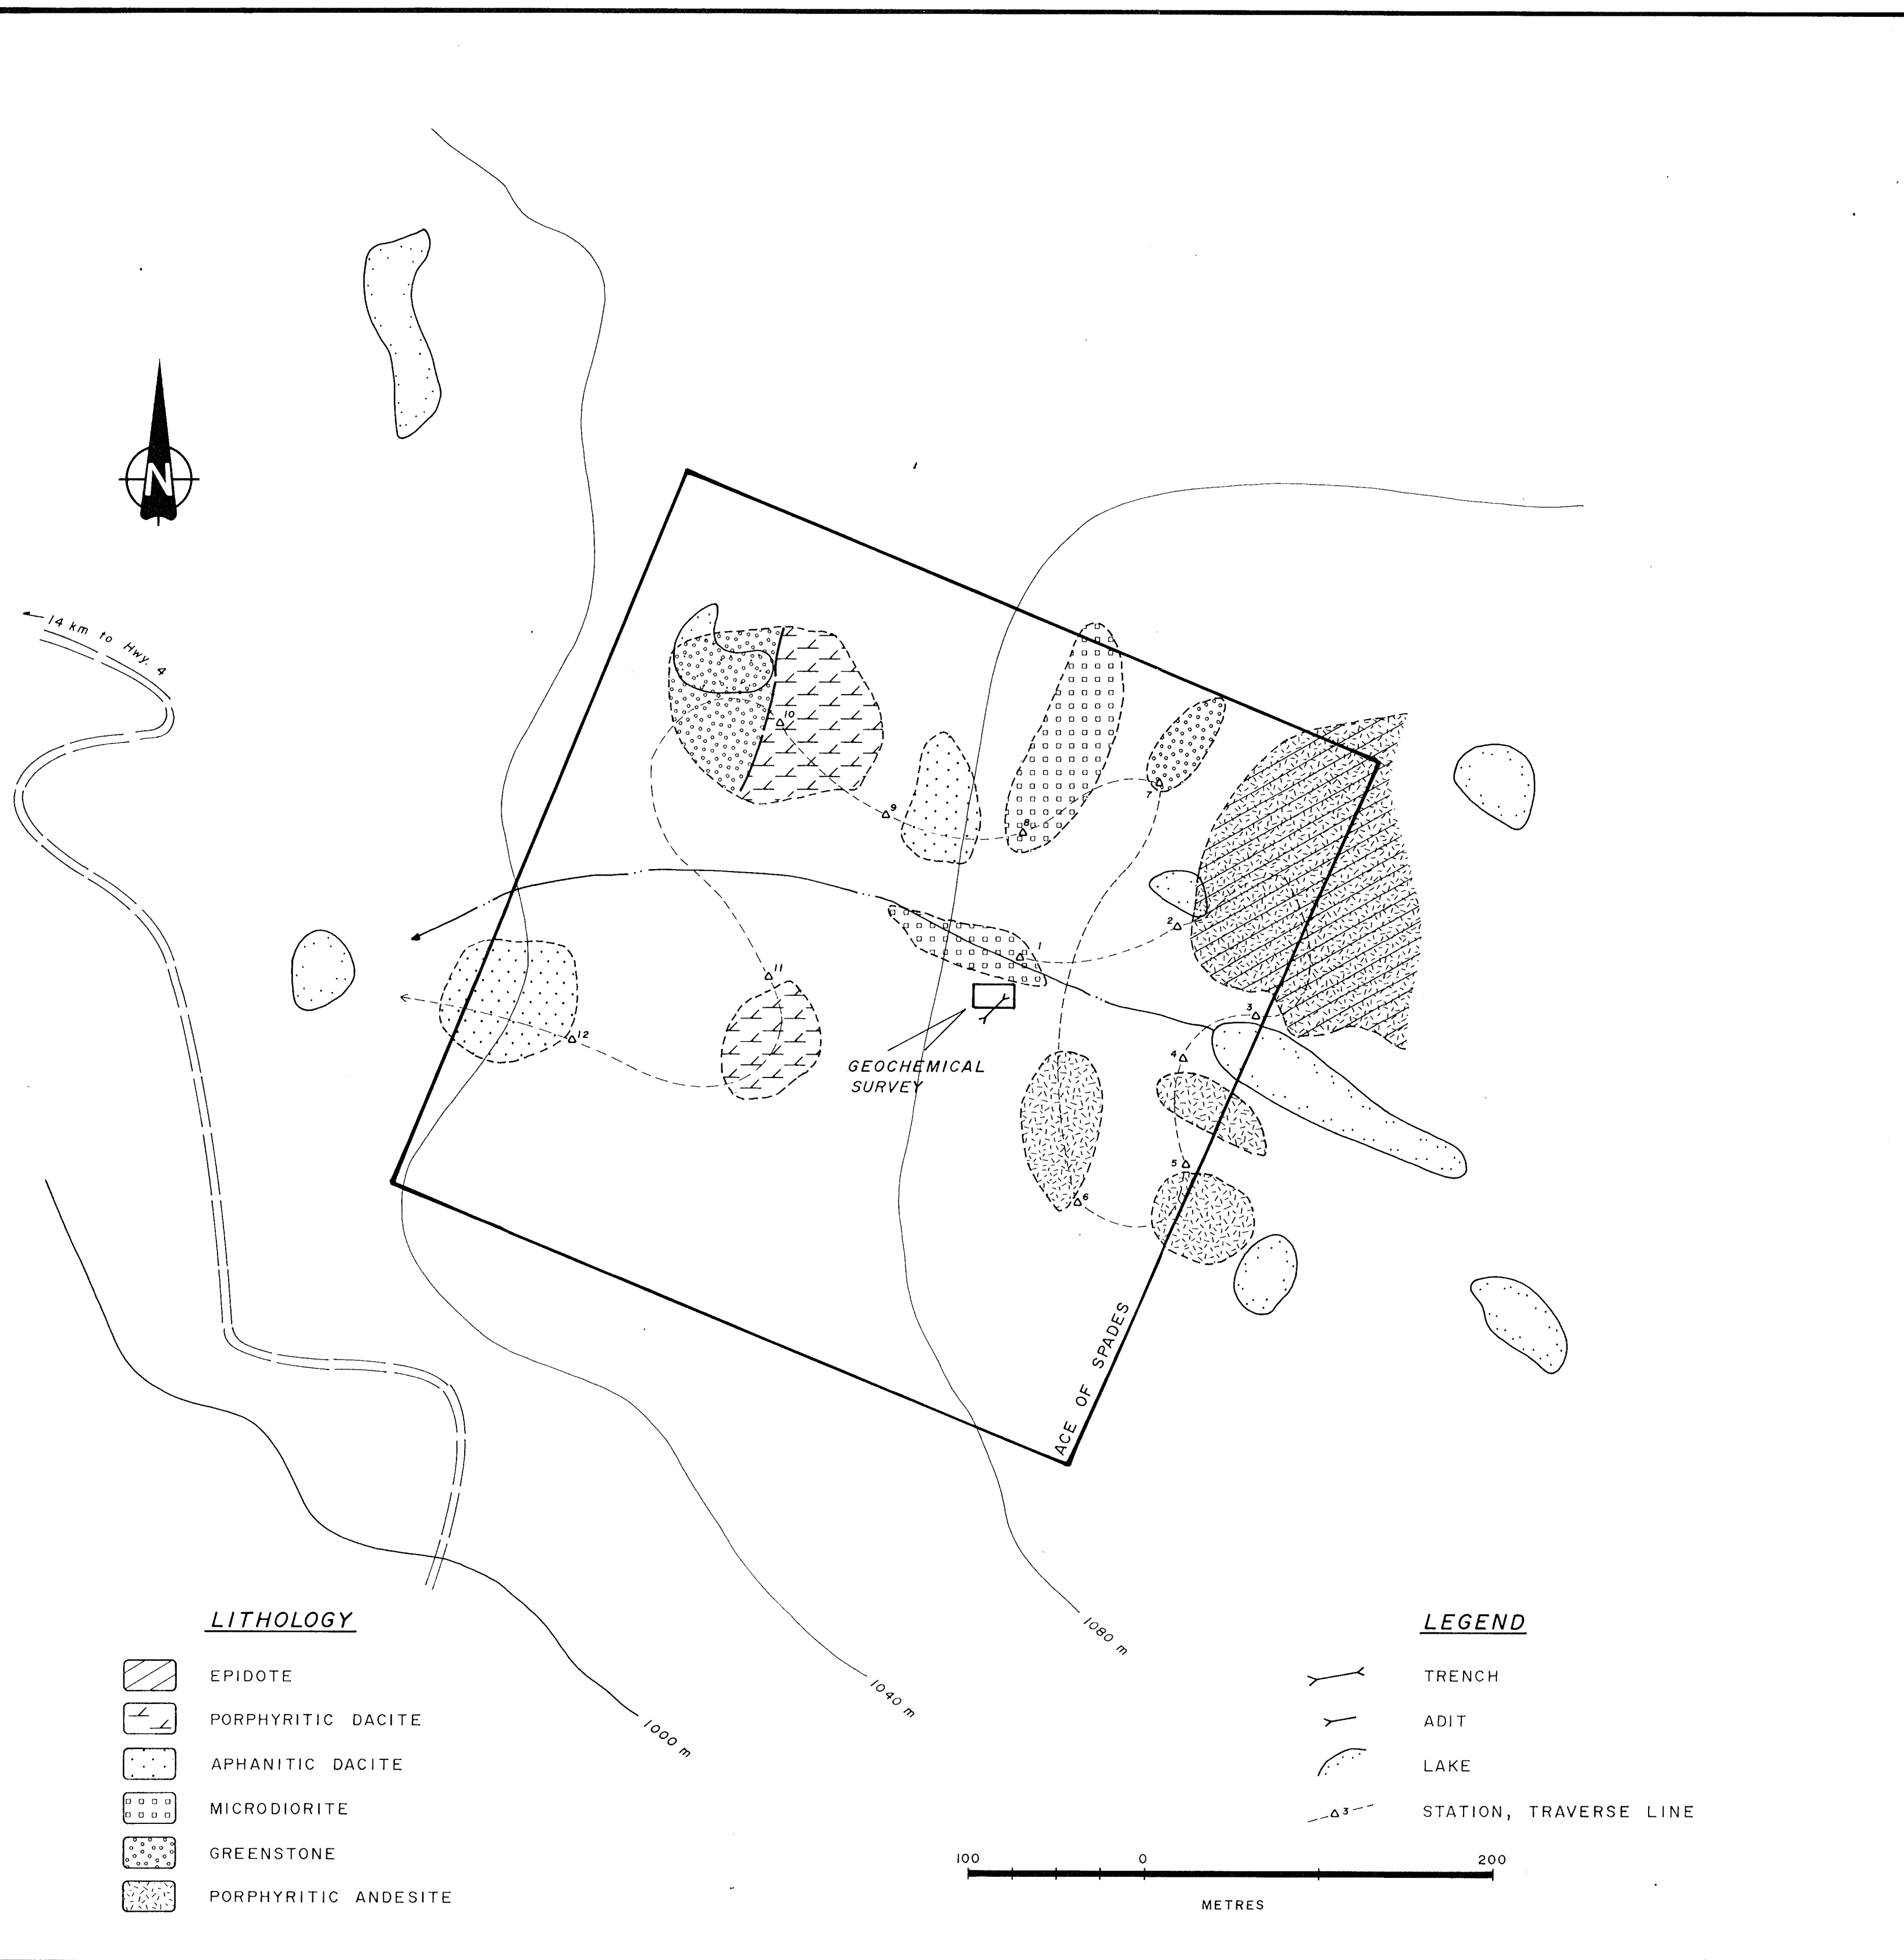 N
14 km to Hwy. 4
10
9
8
7
1
2
11
3
12
4
GEOCHEMICAL
SURVEY
5
6
ACE OF SPADES
1080 m
1040 m
1000 m
LITHOLOGY
EPIDOTE
PORPHYRITIC DACITE
APHANITIC DACITE
MICRODIORITE
GREENSTONE
PORPHYRITIC ANDESITE
LEGEND
TRENCH
ADIT
LAKE
3 STATION, TRAVERSE LINE
100 0 200
METRES